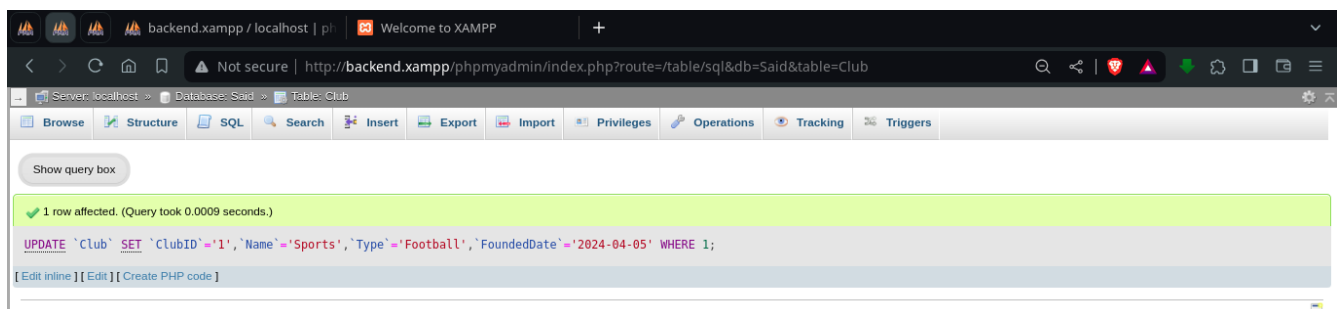 backend.xampp / localhost | ph Welcome to XAMPP
Not secure | http://backend.xampp/phpmyadmin/index.php?route=/table/sql&db=Said&table=Club
Server: localhost » Database: Said » Table: Club
Browse Structure SQL Search Insert Export Import Privileges Operations Tracking Triggers
Show query box
1 row affected. (Query took 0.0009 seconds.)
UPDATE `Club` SET `ClubID`='1',`Name`='Sports',`Type`='Football',`FoundedDate`='2024-04-05' WHERE 1;
[ Edit inline ] [ Edit ] [ Create PHP code ]